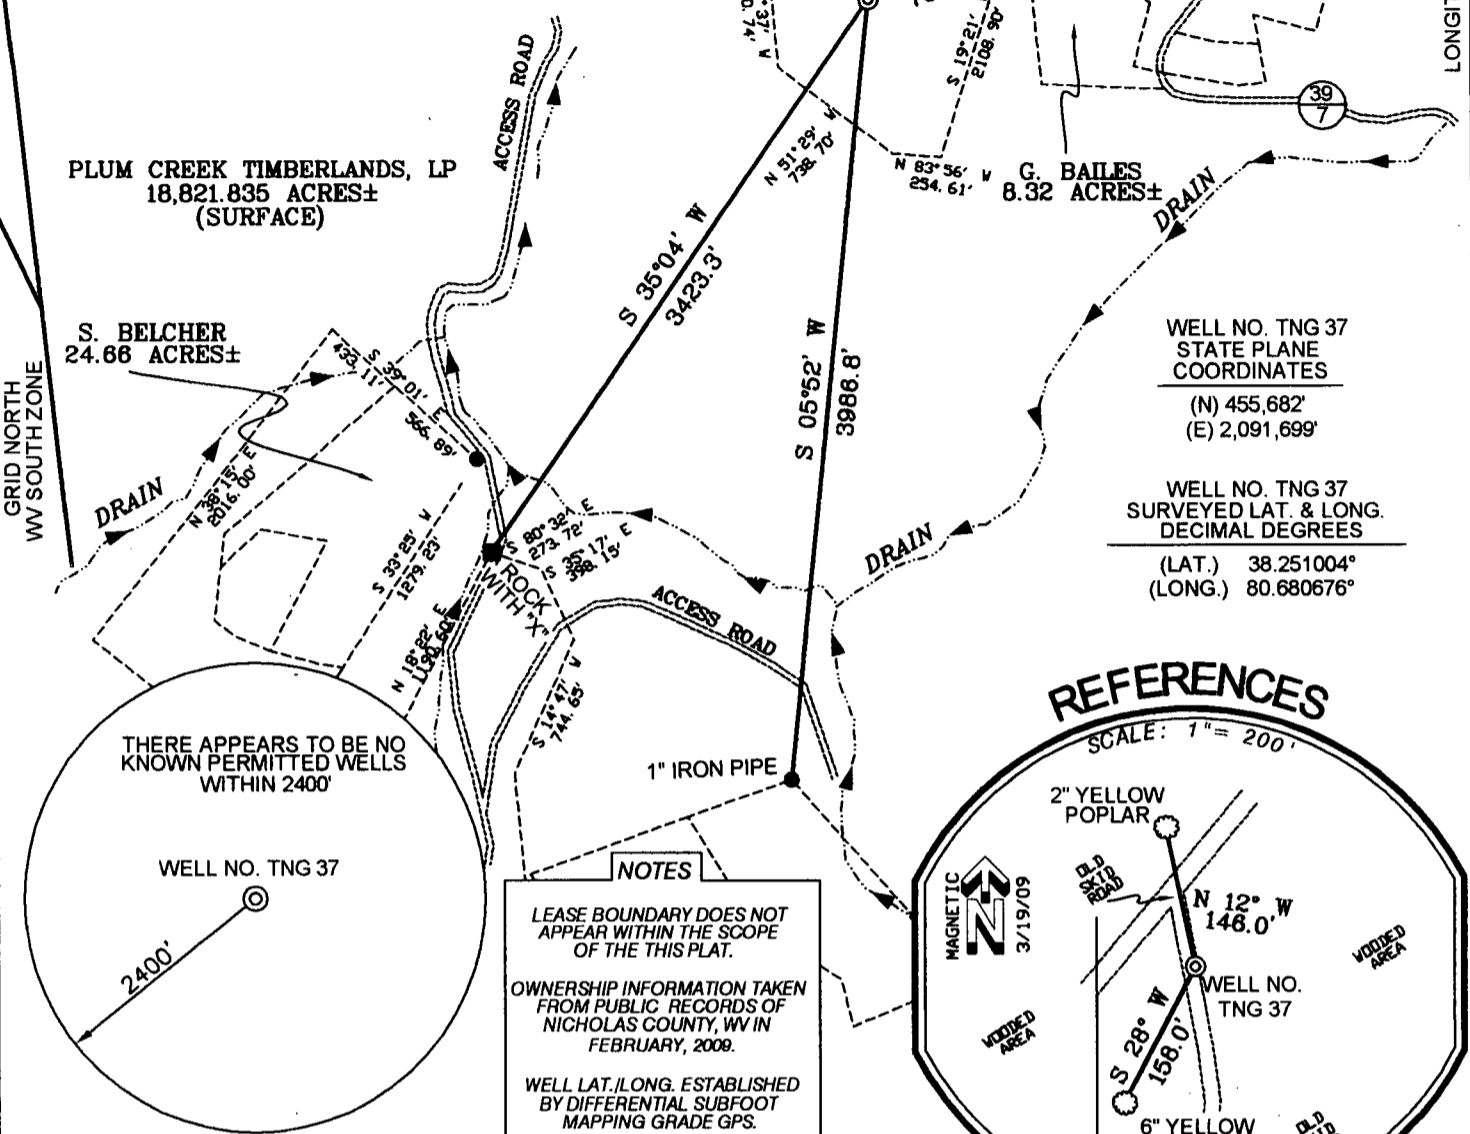 37' W
74'
S 19°21'
2108.90'
LONGIT
39
7
ACCESS ROAD
PLUM CREEK TIMBERLANDS, LP
18,821.835 ACRES±
(SURFACE)
N 51°29' W
738.70'
N 83°56' W
254.61'
G. BAILES
8.32 ACRES±
DRAIN
S 35°04' W
3423.3'
S 05°52' W
3986.8'
S. BELCHER
24.66 ACRES±
S 39°01' E
433.11'
566.89'
GRID NORTH
WV SOUTH ZONE
DRAIN
N 38°15' E
2016.00'
S 33°25' W
1279.23'
S 80°32' E
273.72'
S 35°17' E
398.15'
ROCK
WITH "X"
N 18°22' E
1190.60'
S 14°47' W
744.65'
ACCESS ROAD
DRAIN
1" IRON PIPE
WELL NO. TNG 37
STATE PLANE
COORDINATES
(N) 455,682'
(E) 2,091,699'
WELL NO. TNG 37
SURVEYED LAT. & LONG.
DECIMAL DEGREES
(LAT.) 38.251004°
(LONG.) 80.680676°
THERE APPEARS TO BE NO
KNOWN PERMITTED WELLS
WITHIN 2400'
WELL NO. TNG 37
2400'
NOTES
LEASE BOUNDARY DOES NOT
APPEAR WITHIN THE SCOPE
OF THE THIS PLAT.
OWNERSHIP INFORMATION TAKEN
FROM PUBLIC RECORDS OF
NICHOLAS COUNTY, WV IN
FEBRUARY, 2009.
WELL LAT./LONG. ESTABLISHED
BY DIFFERENTIAL SUBFOOT
MAPPING GRADE GPS.
REFERENCES
SCALE: 1"= 200'
2" YELLOW
POPLAR
OLD
SKID
ROAD
MAGNETIC
N
3/19/09
N 12° W
146.0'
WOODED
AREA
WELL NO.
TNG 37
WOODED
AREA
S 28° W
158.0'
6" YELLOW
OLD